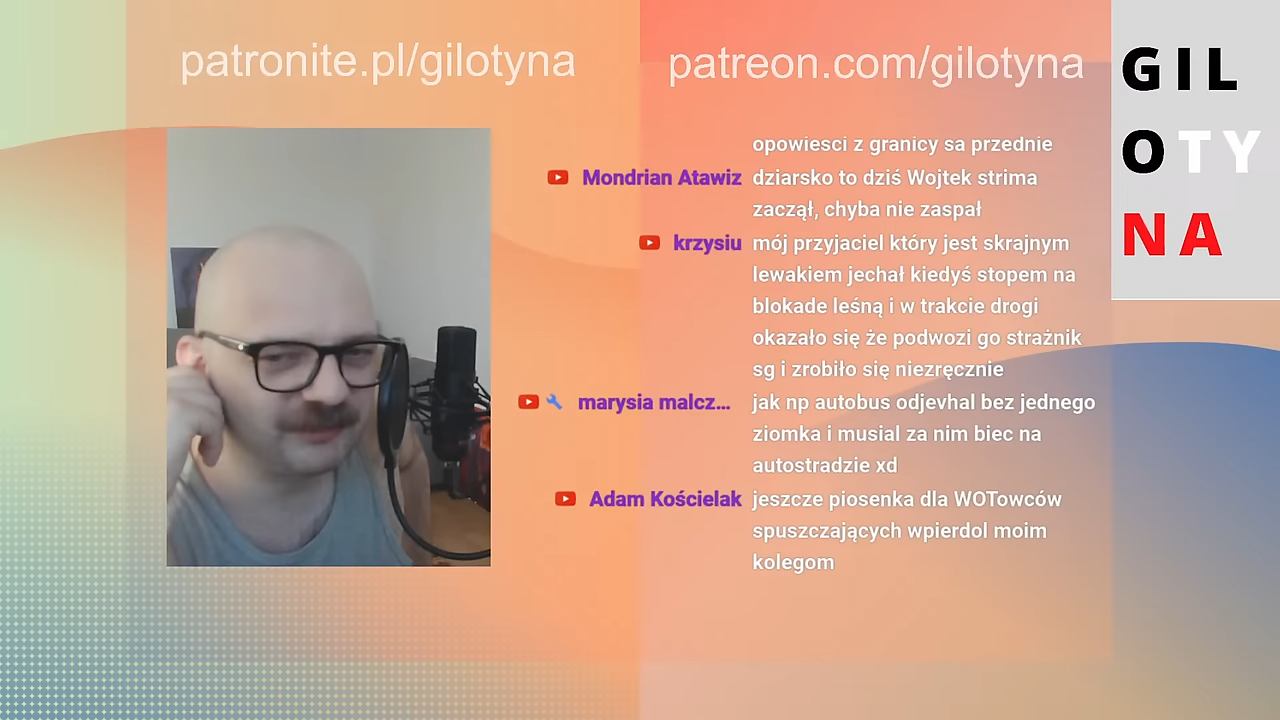 patronite.pl/gilotyna
patreon.com/gilotyna
GIL
OTY
NA
opowiesci z granicy sa przednie
Mondrian Atawiz dziarsko to dziś Wojtek strima
zaczął, chyba nie zaspał
krzysiu mój przyjaciel który jest skrajnym
lewakiem jechał kiedyś stopem na
blokade leśną i w trakcie drogi
okazało się że podwozi go strażnik
sg i zrobiło się niezręcznie
marysia malcz... jak np autobus odjevhal bez jednego
ziomka i musial za nim biec na
autostradzie xd
Adam Kościelak jeszcze piosenka dla WOTowców
spuszczających wpierdol moim
kolegom